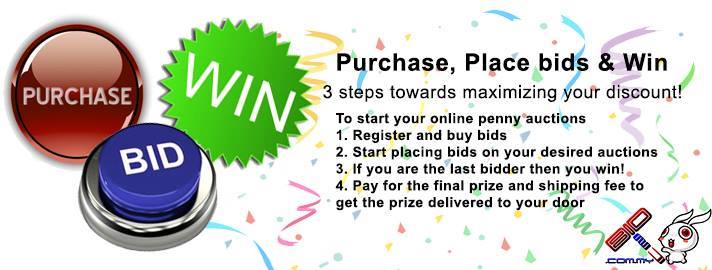 PURCHASE
WIN
BID
Purchase, Place bids & Win
3 steps towards maximizing your discount!
To start your online penny auctions
1. Register and buy bids
2. Start placing bids on your desired auctions
3. If you are the last bidder then you win!
4. Pay for the final prize and shipping fee to
get the prize delivered to your door
.COM.MY